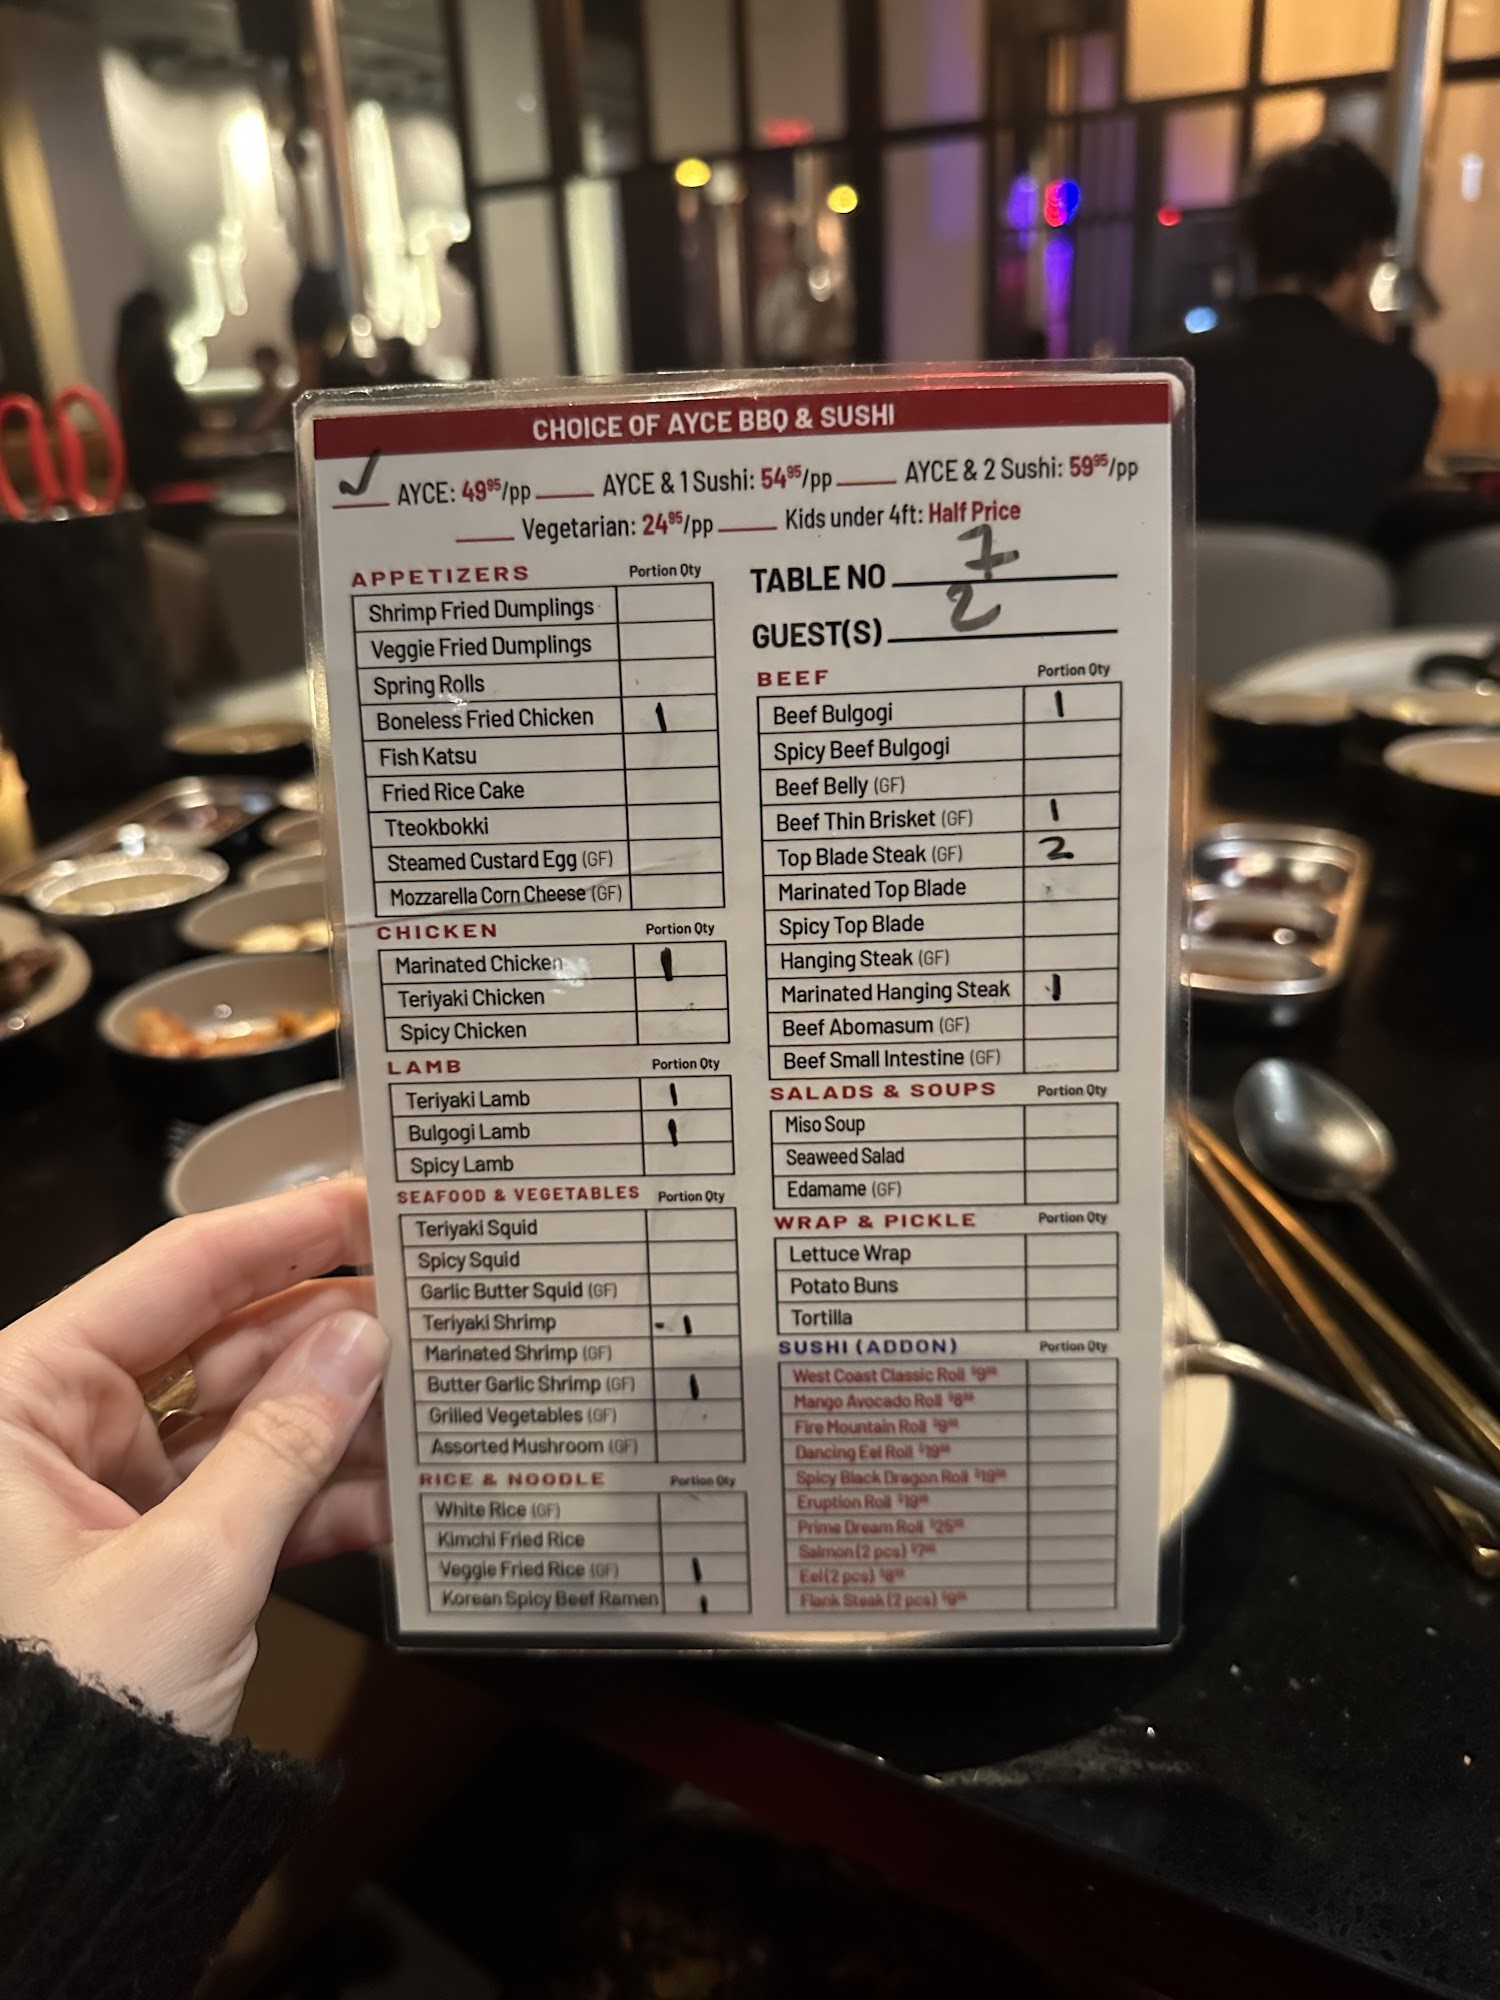 CHOICE OF AYCE BBQ & SUSHI
✓ AYCE: 49⁹⁵/pp ____ AYCE & 1 Sushi: 54⁹⁵/pp ____ AYCE & 2 Sushi: 59⁹⁵/pp
____ Vegetarian: 24⁹⁵/pp ____ Kids under 4ft: Half Price
APPETIZERS Portion Qty
Shrimp Fried Dumplings
Veggie Fried Dumplings
Spring Rolls
Boneless Fried Chicken 1
Fish Katsu
Fried Rice Cake
Tteokbokki
Steamed Custard Egg (GF)
Mozzarella Corn Cheese (GF)
CHICKEN Portion Qty
Marinated Chicken 1
Teriyaki Chicken
Spicy Chicken
LAMB Portion Qty
Teriyaki Lamb 1
Bulgogi Lamb 1
Spicy Lamb
SEAFOOD & VEGETABLES Portion Qty
Teriyaki Squid
Spicy Squid
Garlic Butter Squid (GF)
Teriyaki Shrimp 1
Marinated Shrimp (GF)
Butter Garlic Shrimp (GF) 1
Grilled Vegetables (GF)
Assorted Mushroom (GF)
RICE & NOODLE Portion Qty
White Rice (GF)
Kimchi Fried Rice
Veggie Fried Rice (GF) 1
Korean Spicy Beef Ramen 1
TABLE NO 7
GUEST(S) 2
BEEF Portion Qty
Beef Bulgogi 1
Spicy Beef Bulgogi
Beef Belly (GF)
Beef Thin Brisket (GF) 1
Top Blade Steak (GF) 2
Marinated Top Blade
Spicy Top Blade
Hanging Steak (GF)
Marinated Hanging Steak 1
Beef Abomasum (GF)
Beef Small Intestine (GF)
SALADS & SOUPS Portion Qty
Miso Soup
Seaweed Salad
Edamame (GF)
WRAP & PICKLE Portion Qty
Lettuce Wrap
Potato Buns
Tortilla
SUSHI (ADDON) Portion Qty
West Coast Classic Roll
Mango Avocado Roll
Fire Mountain Roll
Dancing Eel Roll
Spicy Black Dragon Roll
Eruption Roll
Prime Dream Roll
Salmon (2 pcs)
Eel (2 pcs)
Flank Steak (2 pcs)